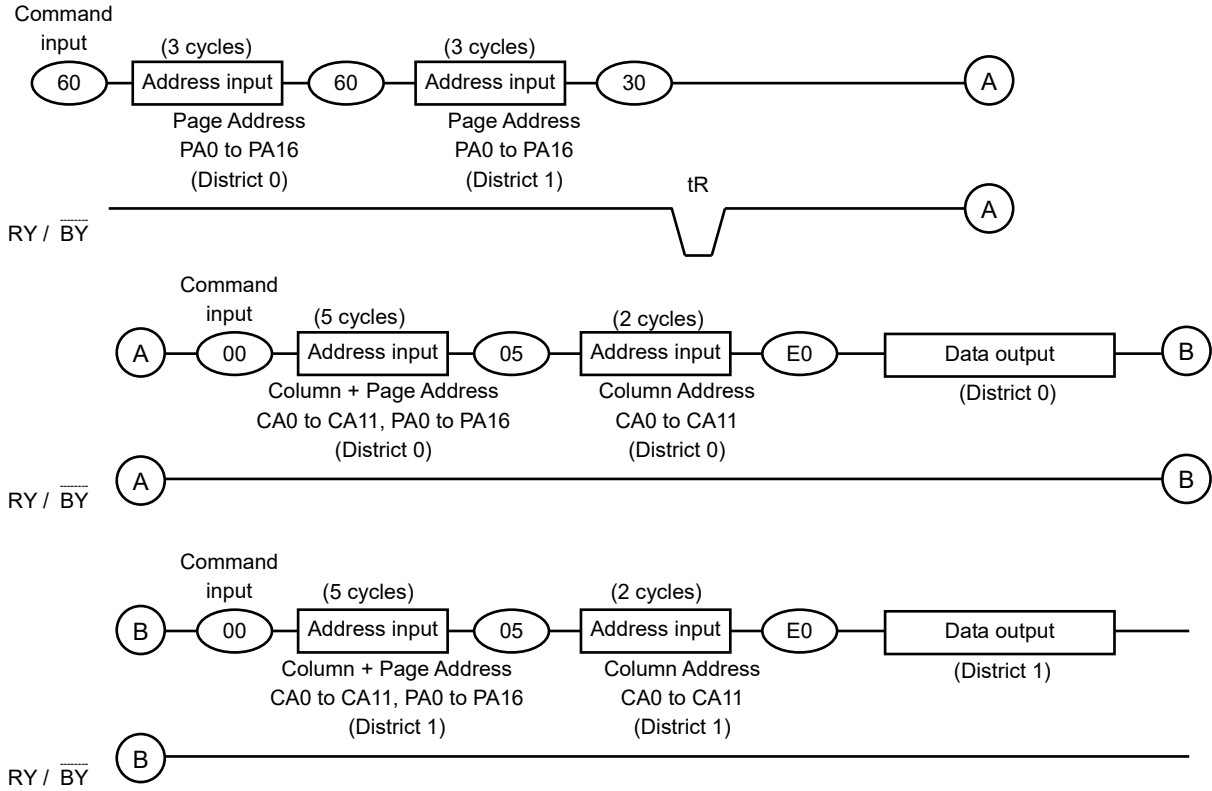 Command
input
(3 cycles) (3 cycles)
60 Address input 60 Address input 30 A
Page Address Page Address
PA0 to PA16 PA0 to PA16
(District 0) (District 1)
tR
A
RY / BY
Command
input
(5 cycles) (2 cycles)
A 00 Address input 05 Address input E0 Data output B
Column + Page Address Column Address (District 0)
CA0 to CA11, PA0 to PA16 CA0 to CA11
(District 0) (District 0)
A B
RY / BY
Command
input
(5 cycles) (2 cycles)
B 00 Address input 05 Address input E0 Data output
Column + Page Address Column Address (District 1)
CA0 to CA11, PA0 to PA16 CA0 to CA11
(District 1) (District 1)
B
RY / BY